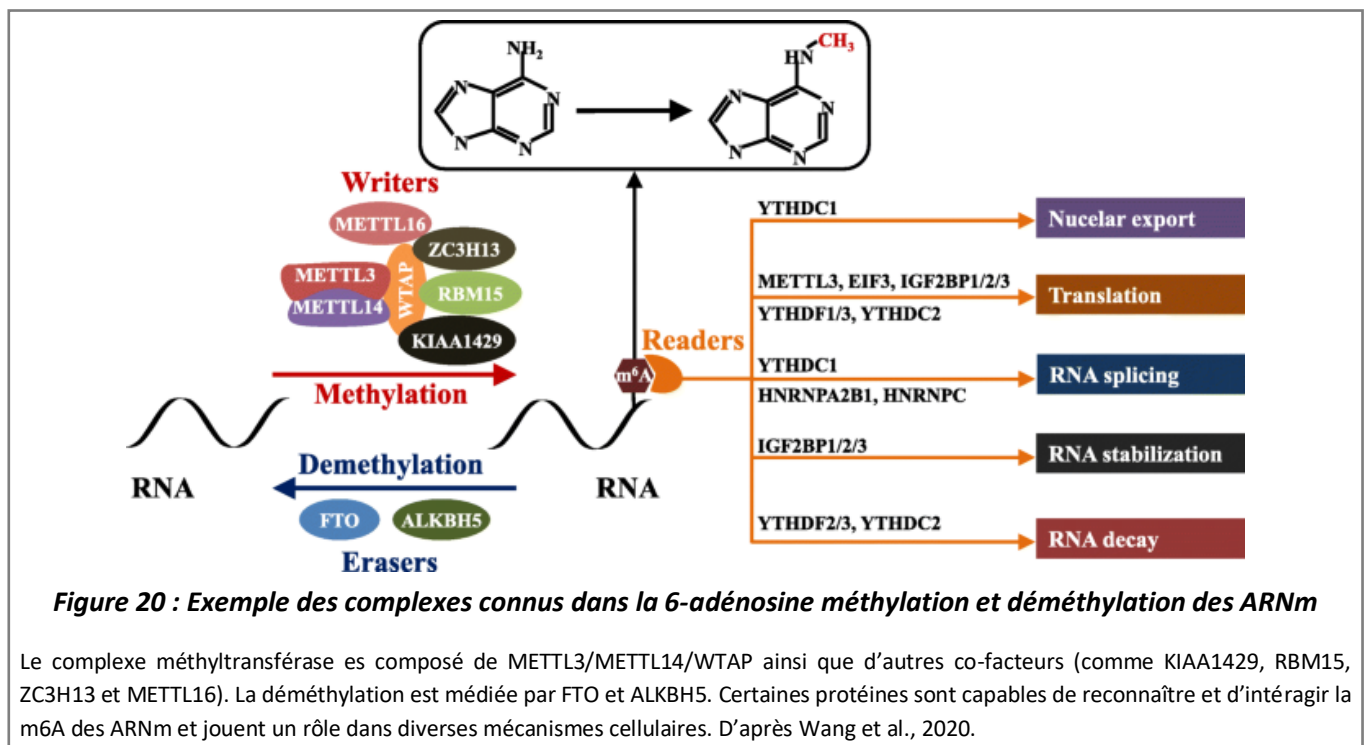 NH₂
N
N
N
N
CH₃
HN
N
N
N
N
Writers
METTL16
ZC3H13
METTL3
METTL14
WTAP
RBM15
KIAA1429
Methylation
RNA
Demethylation
FTO
ALKBH5
Erasers
RNA
m⁶A
Readers
YTHDC1
Nucelar export
METTL3, EIF3, IGF2BP1/2/3
YTHDF1/3, YTHDC2
Translation
YTHDC1
HNRNPA2B1, HNRNPC
RNA splicing
IGF2BP1/2/3
RNA stabilization
YTHDF2/3, YTHDC2
RNA decay
Figure 20 : Exemple des complexes connus dans la 6-adénosine méthylation et déméthylation des ARNm
Le complexe méthyltransférase es composé de METTL3/METTL14/WTAP ainsi que d'autres co-facteurs (comme KIAA1429, RBM15,
ZC3H13 et METTL16). La déméthylation est médiée par FTO et ALKBH5. Certaines protéines sont capables de reconnaître et d'intéragir la
m6A des ARNm et jouent un rôle dans diverses mécanismes cellulaires. D'après Wang et al., 2020.